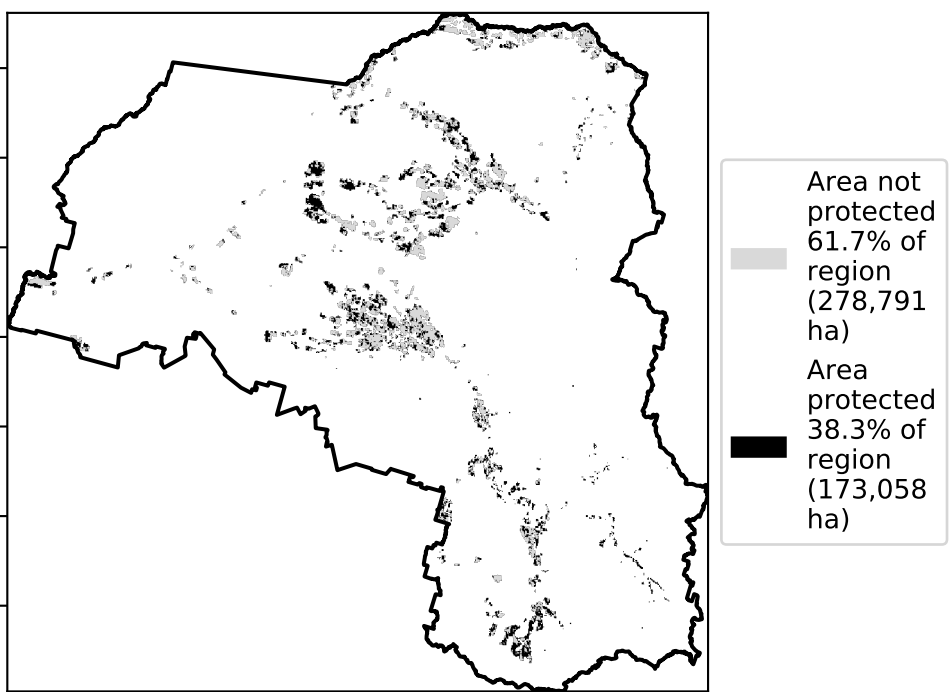 Area not
protected
61.7% of
region
(278,791
ha)
Area
protected
38.3% of
region
(173,058
ha)